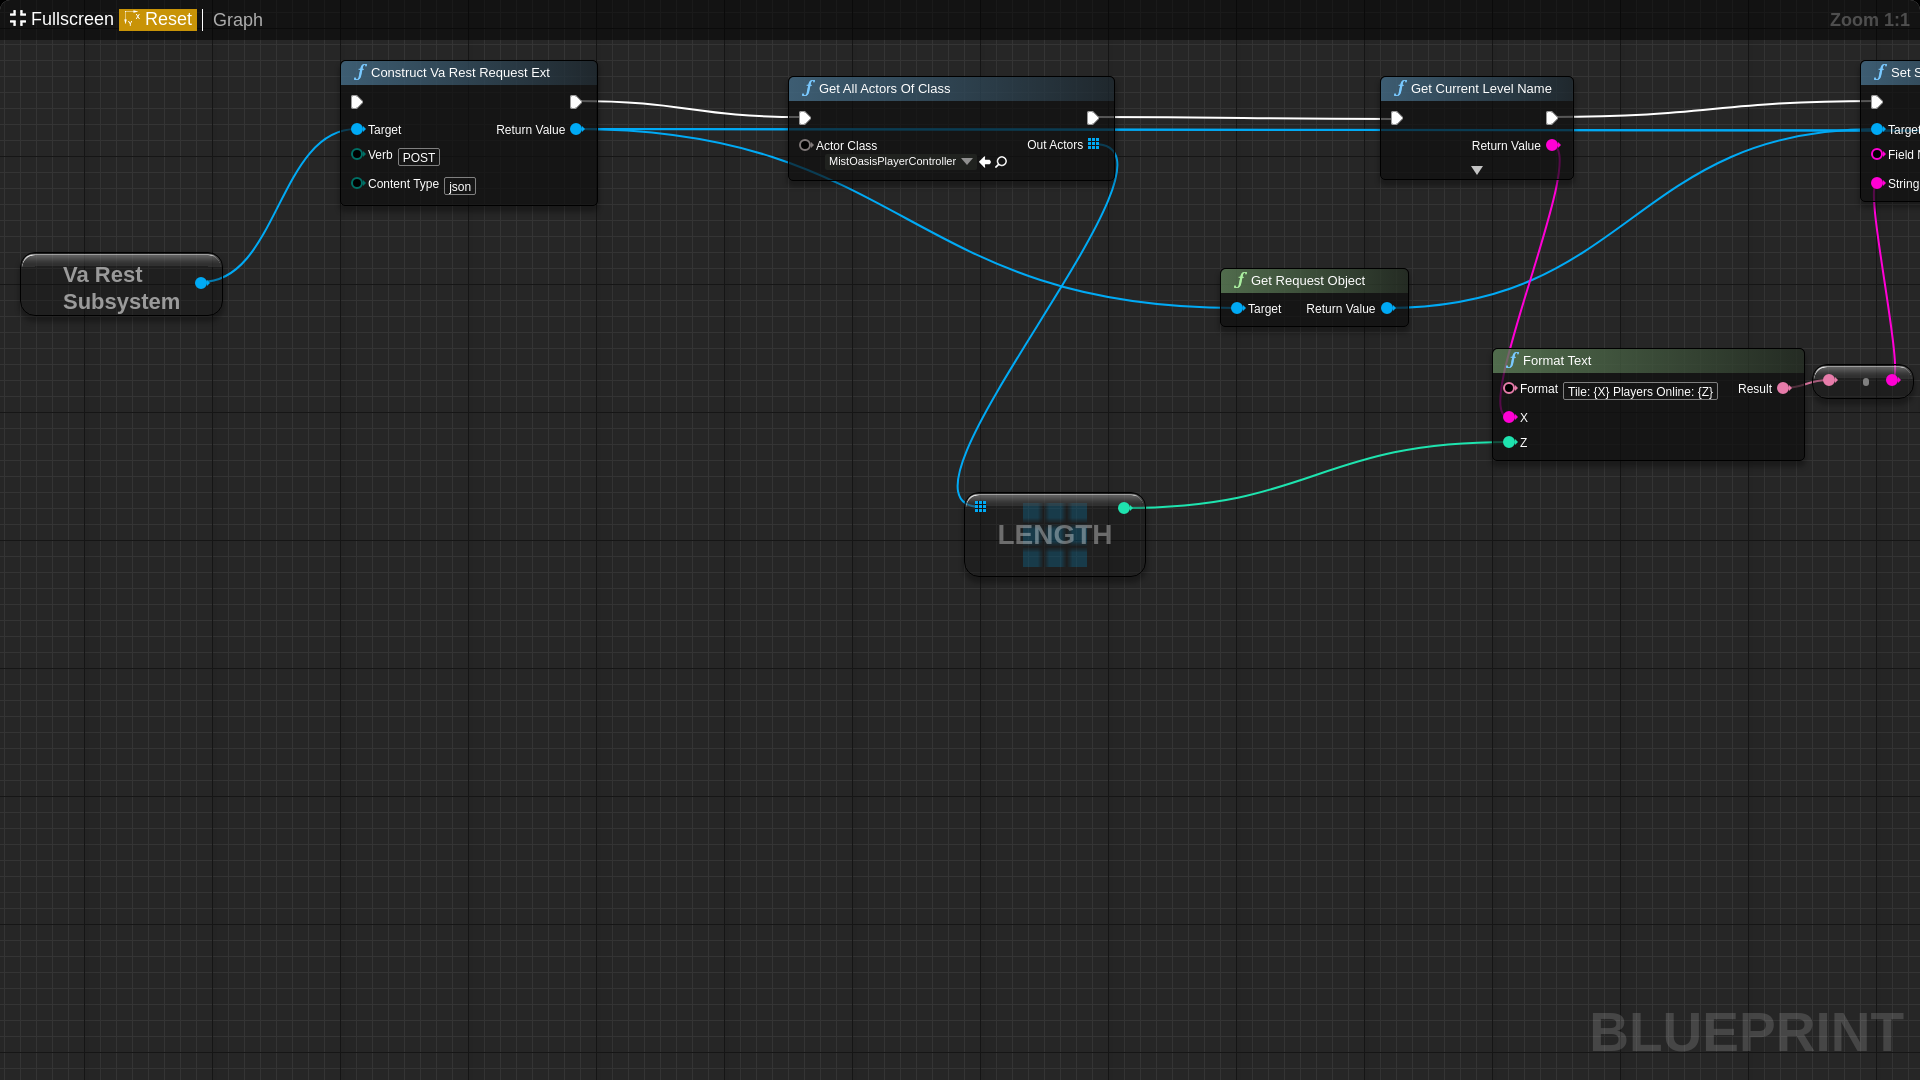 Fullscreen Reset Graph
Zoom 1:1
Construct Va Rest Request Ext
Target
Return Value
Verb POST
Content Type json
Va Rest
Subsystem
Get All Actors Of Class
Actor Class
MistOasisPlayerController
Out Actors
Get Current Level Name
Return Value
Set S
Target
Field N
String
Get Request Object
Target
Return Value
Format Text
Format Tile: {X} Players Online: {Z}
Result
X
Z
LENGTH
BLUEPRINT